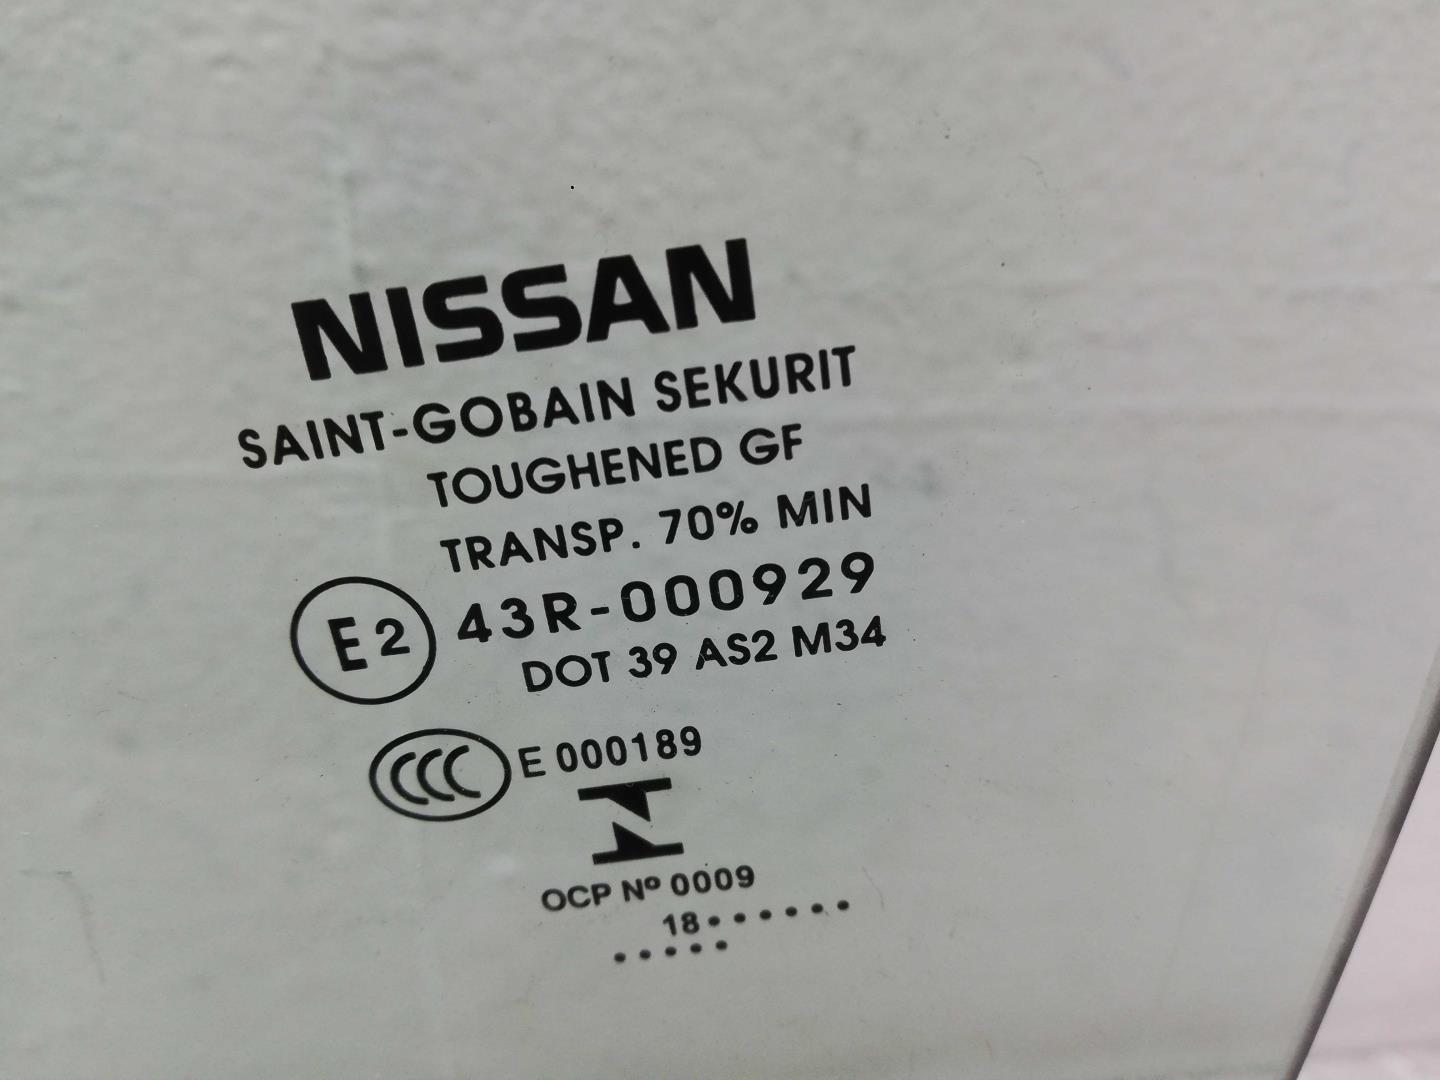 NISSAN
SAINT-GOBAIN SEKURIT
TOUGHENED GF
TRANSP. 70% MIN
E2 43R-000929
DOT 39 AS2 M34
CCC E 000189
OCP Nº 0009
18•••••• 
•••••